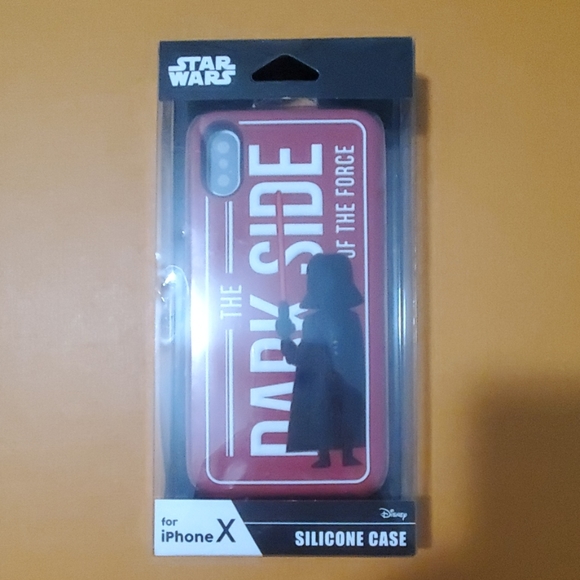 STAR
WARS
THE
DARK SIDE
OF THE FORCE
for
iPhone X
Disney
SILICONE CASE